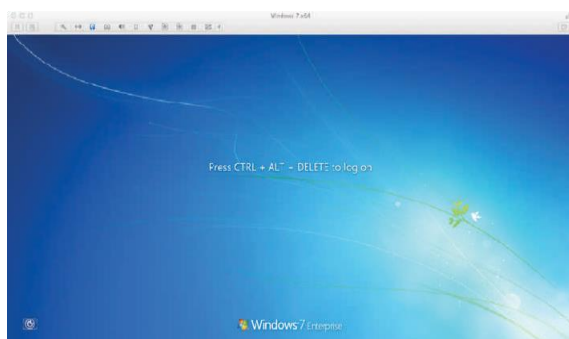 Windows 7 x64
Press CTRL + ALT + DELETE to log on
Windows 7 Enterprise